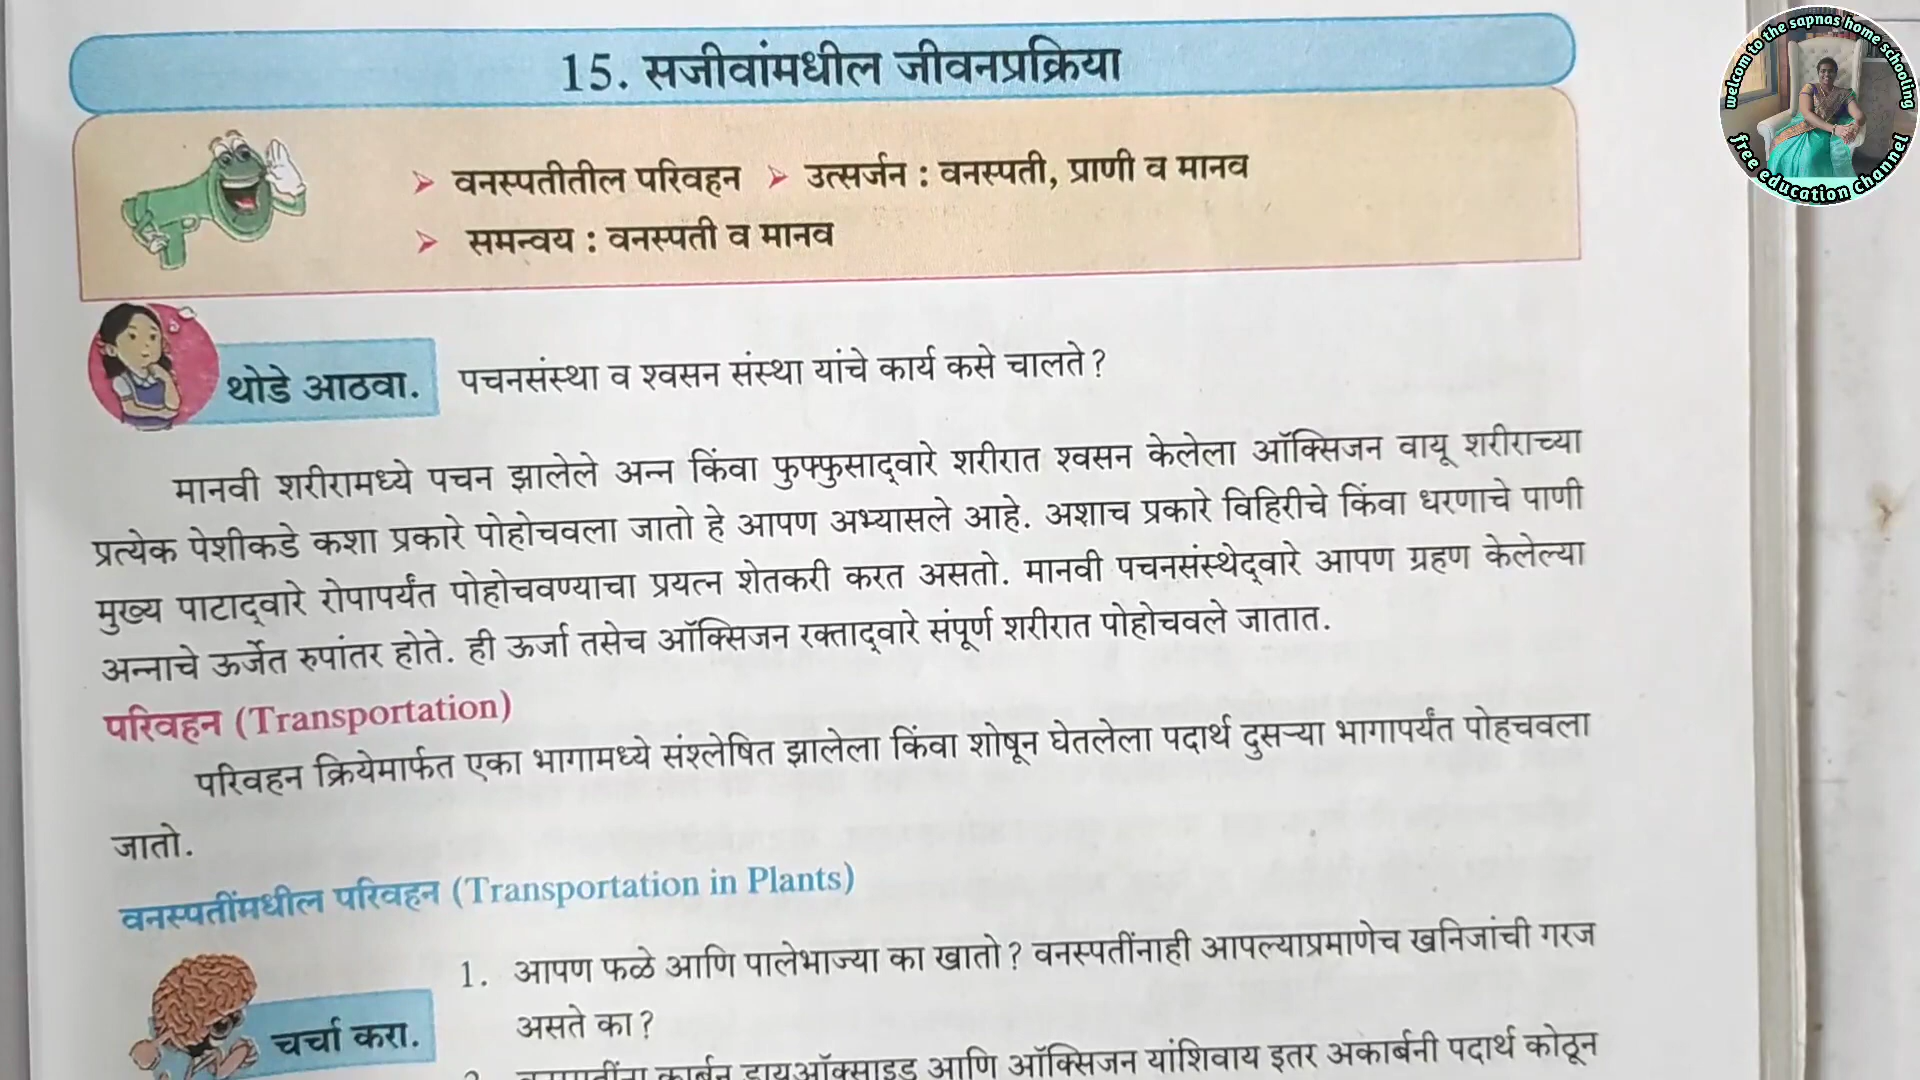 15. सजीवांमधील जीवनप्रक्रिया
➤ वनस्पतीतील परिवहन ➤ उत्सर्जन : वनस्पती, प्राणी व मानव
➤ समन्वय : वनस्पती व मानव
थोडे आठवा. पचनसंस्था व श्वसन संस्था यांचे कार्य कसे चालते ?
मानवी शरीरामध्ये पचन झालेले अन्न किंवा फुफ्फुसाद्‌वारे शरीरात श्वसन केलेला ऑक्सिजन वायू शरीराच्या
प्रत्येक पेशीकडे कशा प्रकारे पोहोचवला जातो हे आपण अभ्यासले आहे. अशाच प्रकारे विहिरीचे किंवा धरणाचे पाणी
मुख्य पाटाद्‌वारे रोपापर्यंत पोहोचवण्याचा प्रयत्न शेतकरी करत असतो. मानवी पचनसंस्थेद्‌वारे आपण ग्रहण केलेल्या
अन्नाचे ऊर्जेत रुपांतर होते. ही ऊर्जा तसेच ऑक्सिजन रक्ताद्‌वारे संपूर्ण शरीरात पोहोचवले जातात.
परिवहन (Transportation)
परिवहन क्रियेमार्फत एका भागामध्ये संश्लेषित झालेला किंवा शोषून घेतलेला पदार्थ दुसऱ्या भागापर्यंत पोहचवला
जातो.
वनस्पतींमधील परिवहन (Transportation in Plants)
1. आपण फळे आणि पालेभाज्या का खातो ? वनस्पतींनाही आपल्याप्रमाणेच खनिजांची गरज
असते का ?
चर्चा करा.
कार्बन डायऑक्साइड आणि ऑक्सिजन यांशिवाय इतर अकार्बनी पदार्थ कोठून
welcom to the sapnas home schooling
free education channel